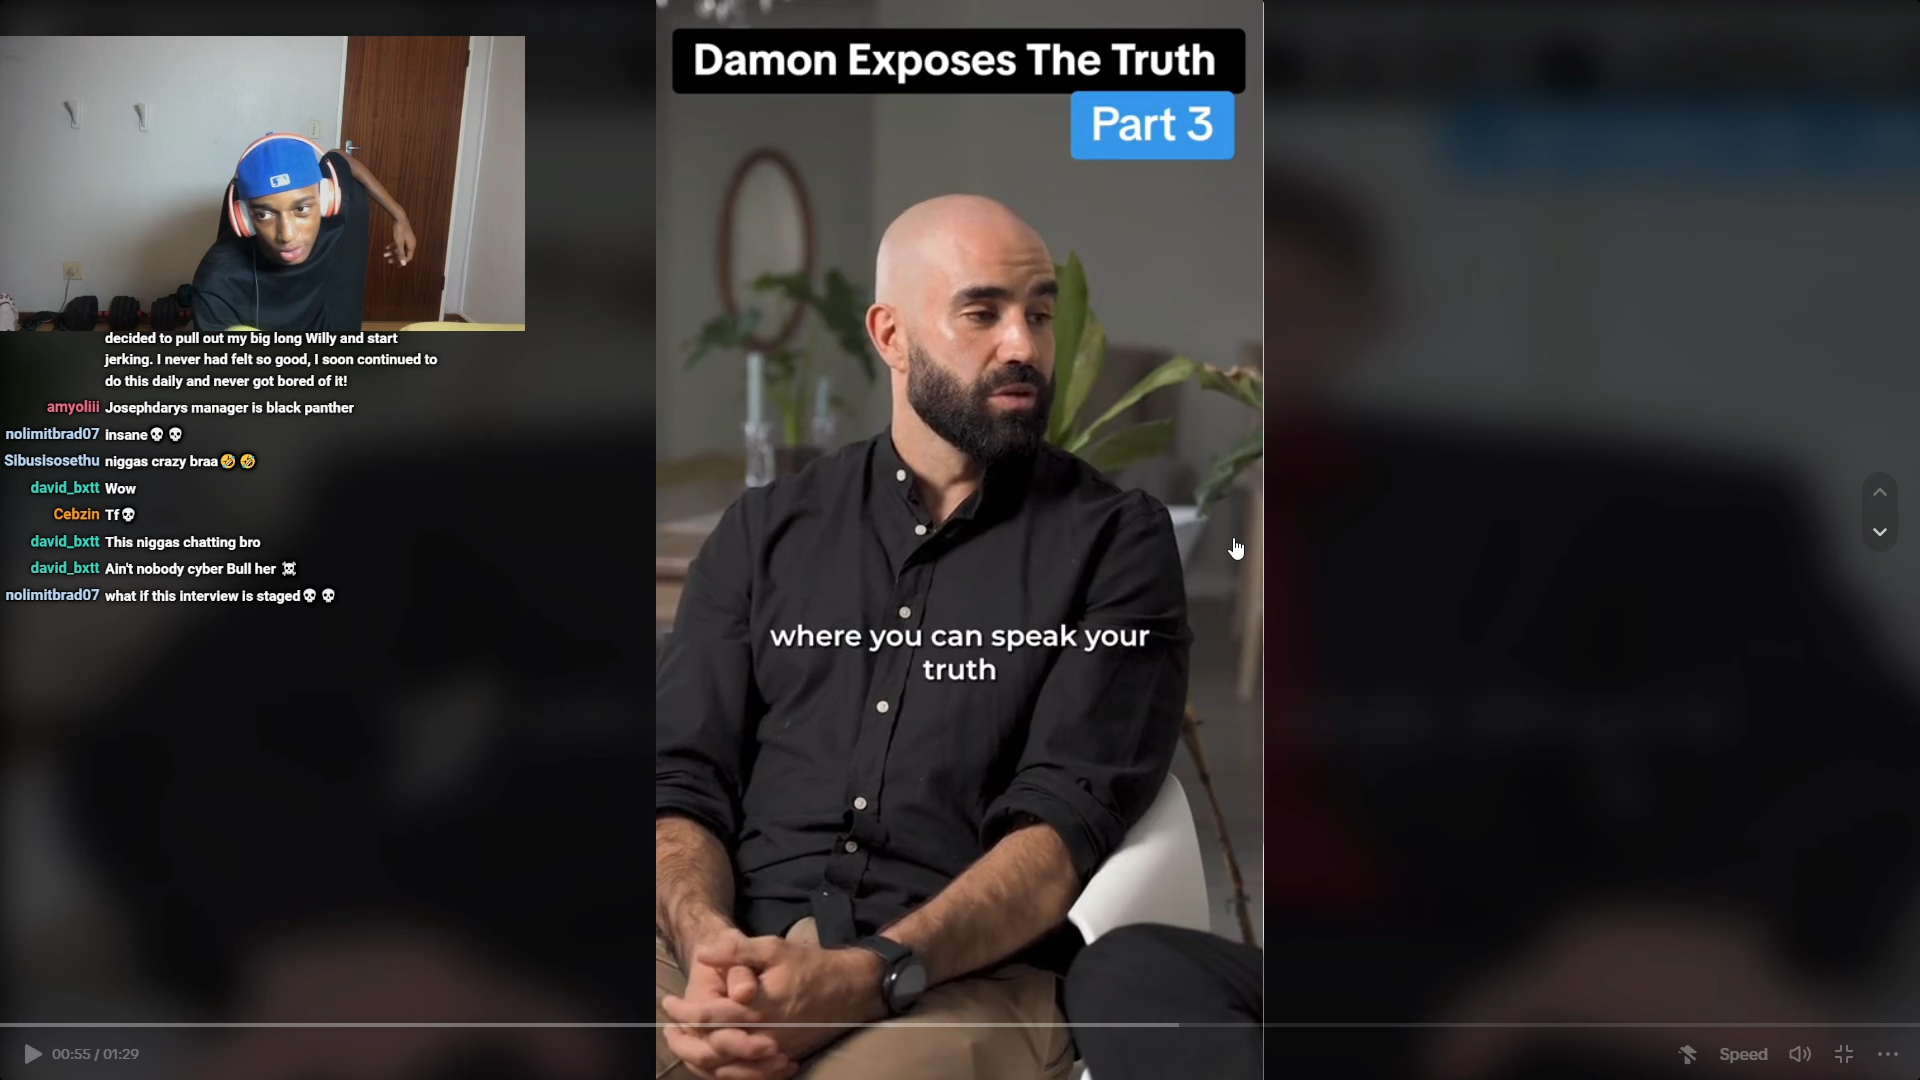 Damon Exposes The Truth
Part 3
decided to pull out my big long Willy and start
jerking. I never had felt so good, I soon continued to
do this daily and never got bored of it!
amyoliii Josephdarys manager is black panther
nolimitbrad07 insane💀💀
Sibusisosethu niggas crazy braa🤣🤣
david_bxtt Wow
Cebzin Tf💀
david_bxtt This niggas chatting bro
david_bxtt Ain't nobody cyber Bull her ☠️
nolimitbrad07 what if this interview is staged💀💀
where you can speak your
truth
00:55 / 01:29
Speed